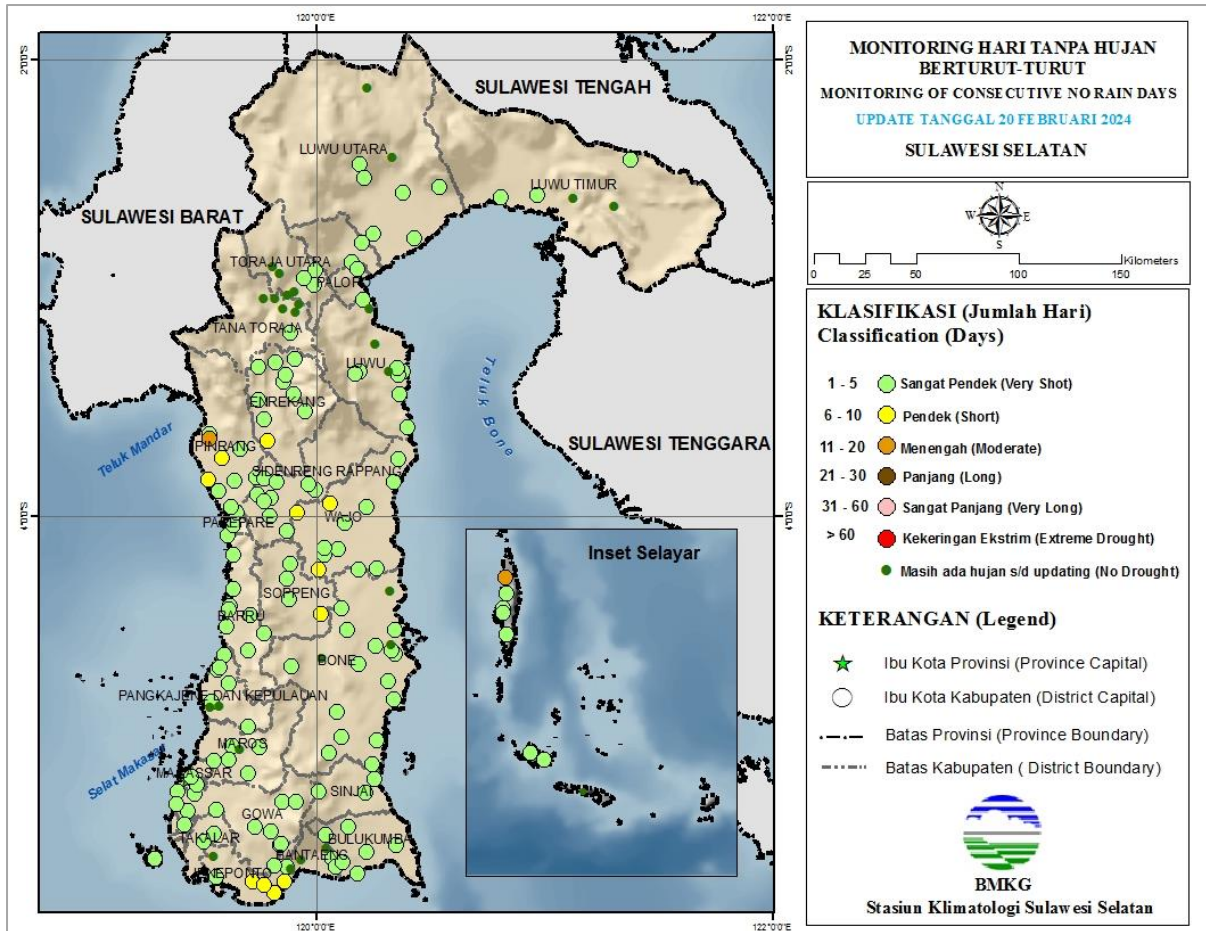 120°0'0"E
122°0'0"E
2°0'0"S
SULAWESI TENGAH
LUWU UTARA
LUWU TIMUR
SULAWESI BARAT
TORAJA UTARA
PALOPO
TANA TORAJA
LUWU
ENREKANG
Teluk Bone
Teluk Mandar
PINRANG
SULAWESI TENGGARA
SIDENRENG RAPPANG
4°0'0"S
PAREPARE
WAJO
4°0'0"S
SOPPENG
BARRU
BONE
PANGKAJENE DAN KEPULAUAN
MAROS
Selat Makasar
MAKASSAR
SINJAI
GOWA
TAKALAR
BULUKUMBA
BANTAENG
JENEPONTO
Inset Selayar
120°0'0"E
122°0'0"E
MONITORING HARI TANPA HUJAN
BERTURUT-TURUT
MONITORING OF CONSECUTIVE NO RAIN DAYS
UPDATE TANGGAL 20 FEBRUARI 2024
SULAWESI SELATAN
N
W E
S
Kilometers
0 25 50 100 150
KLASIFIKASI (Jumlah Hari)
Classification (Days)
1 - 5 Sangat Pendek (Very Shot)
6 - 10 Pendek (Short)
11 - 20 Menengah (Moderate)
21 - 30 Panjang (Long)
31 - 60 Sangat Panjang (Very Long)
> 60 Kekeringan Ekstrim (Extreme Drought)
Masih ada hujan s/d updating (No Drought)
KETERANGAN (Legend)
Ibu Kota Provinsi (Province Capital)
Ibu Kota Kabupaten (District Capital)
Batas Provinsi (Province Boundary)
Batas Kabupaten ( District Boundary)
BMKG
Stasiun Klimatologi Sulawesi Selatan